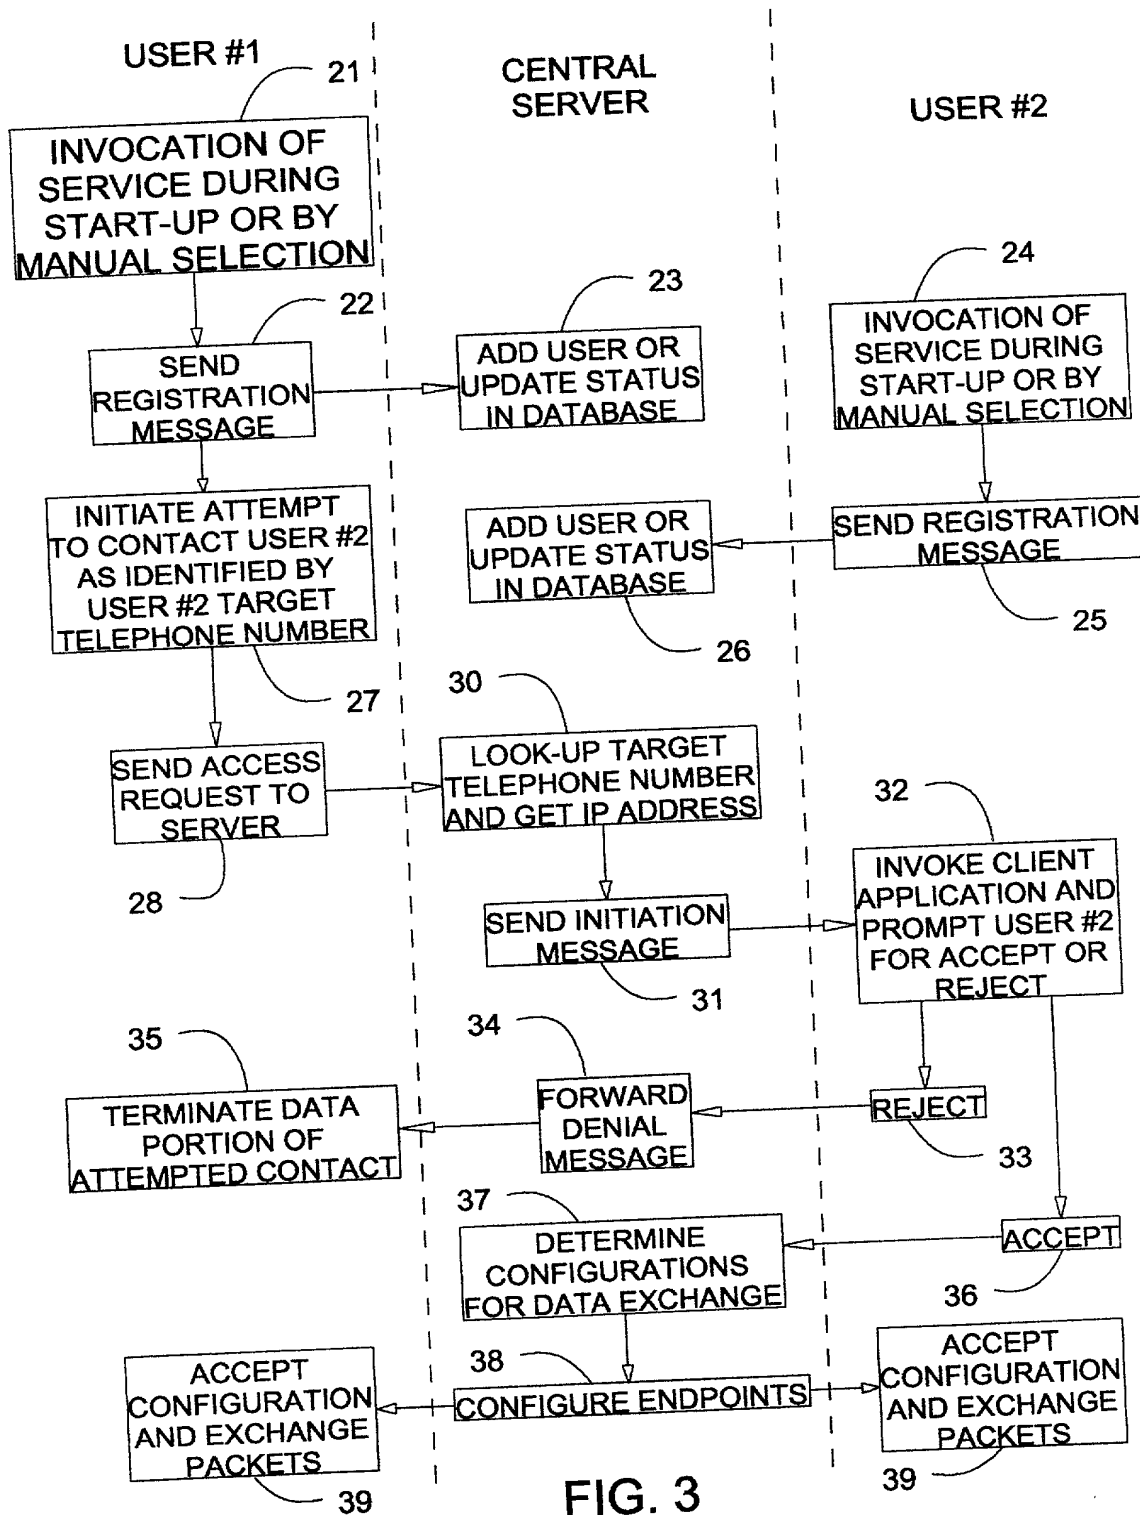 USER #1
CENTRAL
SERVER
USER #2
21
INVOCATION OF
SERVICE DURING
START-UP OR BY
MANUAL SELECTION
22
SEND
REGISTRATION
MESSAGE
23
ADD USER OR
UPDATE STATUS
IN DATABASE
24
INVOCATION OF
SERVICE DURING
START-UP OR BY
MANUAL SELECTION
INITIATE ATTEMPT
TO CONTACT USER #2
AS IDENTIFIED BY
USER #2 TARGET
TELEPHONE NUMBER
27
ADD USER OR
UPDATE STATUS
IN DATABASE
26
SEND REGISTRATION
MESSAGE
25
SEND ACCESS
REQUEST TO
SERVER
28
30
LOOK-UP TARGET
TELEPHONE NUMBER
AND GET IP ADDRESS
SEND INITIATION
MESSAGE
31
32
INVOKE CLIENT
APPLICATION AND
PROMPT USER #2
FOR ACCEPT OR
REJECT
35
TERMINATE DATA
PORTION OF
ATTEMPTED CONTACT
34
FORWARD
DENIAL
MESSAGE
REJECT
33
37
DETERMINE
CONFIGURATIONS
FOR DATA EXCHANGE
ACCEPT
36
38
CONFIGURE ENDPOINTS
ACCEPT
CONFIGURATION
AND EXCHANGE
PACKETS
39
ACCEPT
CONFIGURATION
AND EXCHANGE
PACKETS
39
FIG. 3